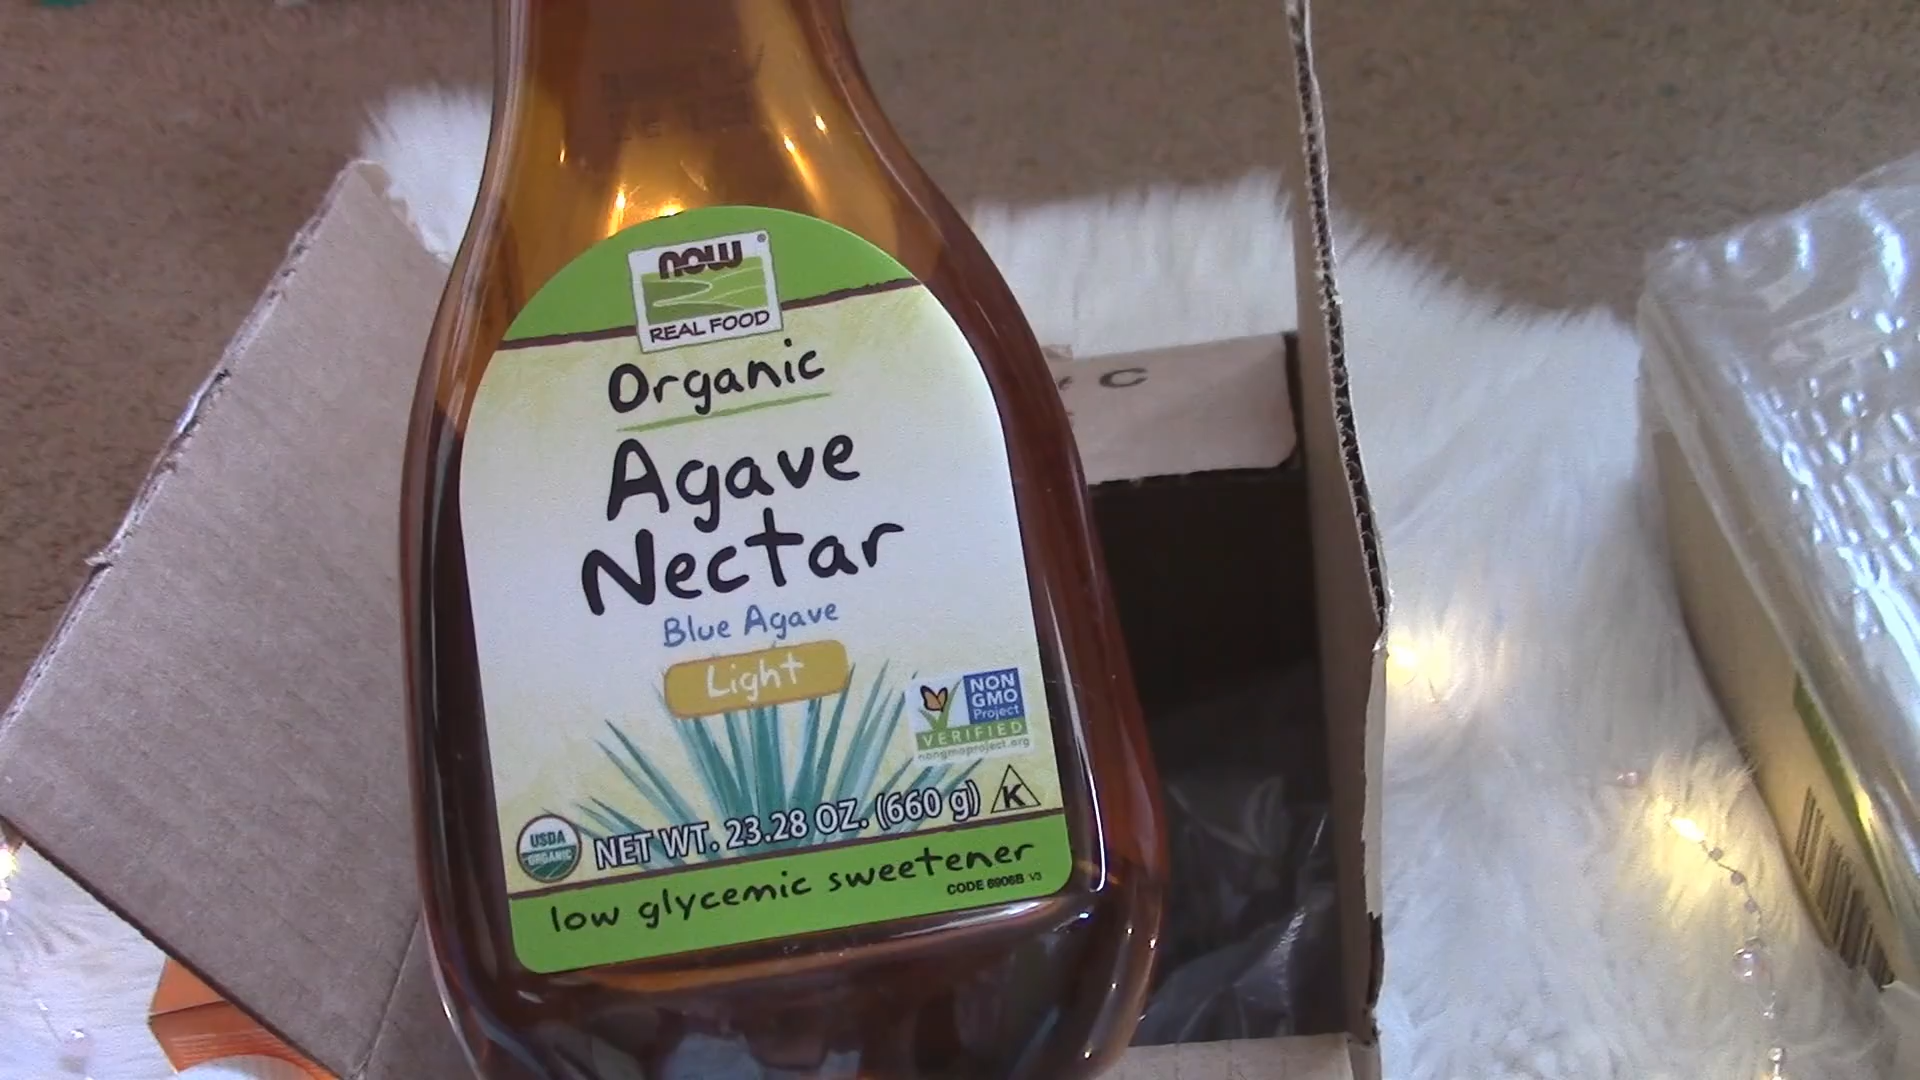 now
REAL FOOD
Organic
Agave
Nectar
Blue Agave
Light
NON
GMO
Project
VERIFIED
nongmoproject.org
K
USDA
ORGANIC
NET WT. 23.28 OZ. (660 g)
low glycemic sweetener
CODE 6906B V3
C